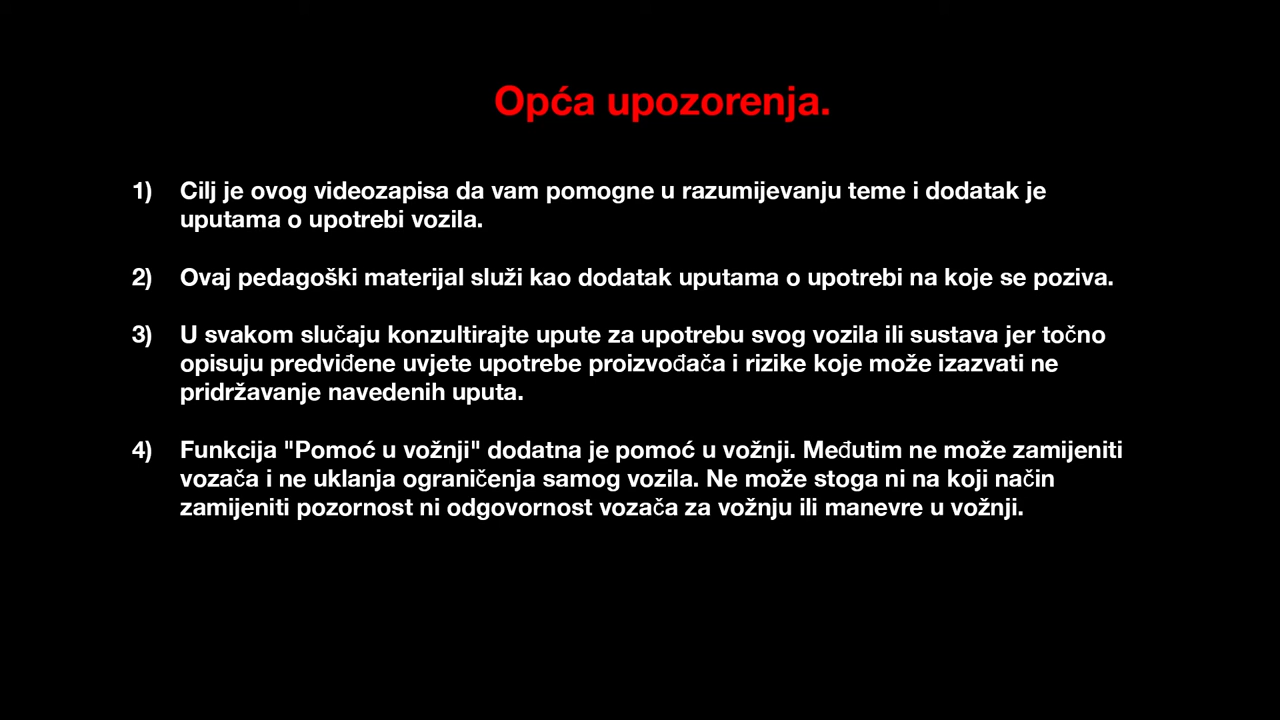 Opća upozorenja.
1) Cilj je ovog videozapisa da vam pomogne u razumijevanju teme i dodatak je
uputama o upotrebi vozila.
2) Ovaj pedagoški materijal služi kao dodatak uputama o upotrebi na koje se poziva.
3) U svakom slučaju konzultirajte upute za upotrebu svog vozila ili sustava jer točno
opisuju predviđene uvjete upotrebe proizvođača i rizike koje može izazvati ne
pridržavanje navedenih uputa.
4) Funkcija "Pomoć u vožnji" dodatna je pomoć u vožnji. Međutim ne može zamijeniti
vozača i ne uklanja ograničenja samog vozila. Ne može stoga ni na koji način
zamijeniti pozornost ni odgovornost vozača za vožnju ili manevre u vožnji.